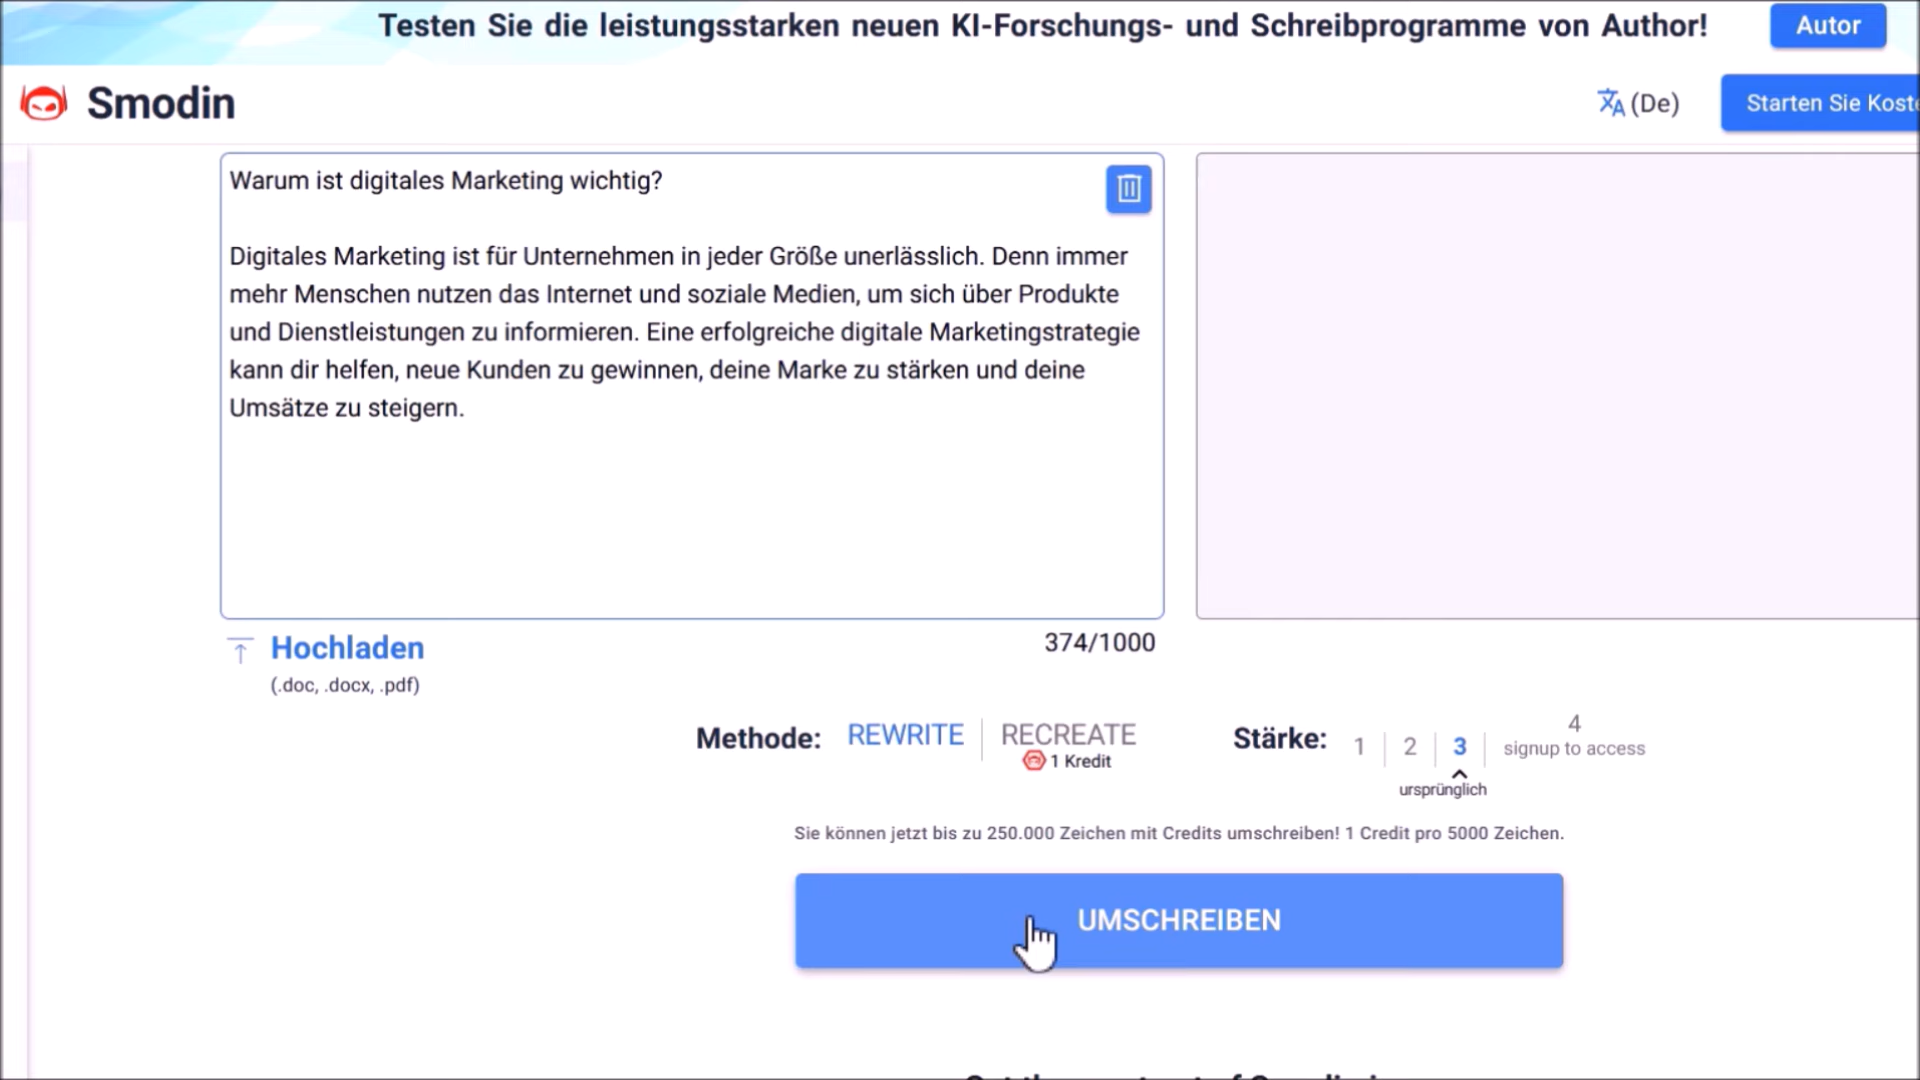 Testen Sie die leistungsstarken neuen KI-Forschungs- und Schreibprogramme von Author!
Autor
Smodin
(De)
Starten Sie
Warum ist digitales Marketing wichtig?
Digitales Marketing ist für Unternehmen in jeder Größe unerlässlich. Denn immer
mehr Menschen nutzen das Internet und soziale Medien, um sich über Produkte
und Dienstleistungen zu informieren. Eine erfolgreiche digitale Marketingstrategie
kann dir helfen, neue Kunden zu gewinnen, deine Marke zu stärken und deine
Umsätze zu steigern.
Hochladen
374/1000
(.doc, .docx, .pdf)
Methode: REWRITE RECREATE
1 Kredit
Stärke: 1 2 3 4
signup to access
ursprünglich
Sie können jetzt bis zu 250.000 Zeichen mit Credits umschreiben! 1 Credit pro 5000 Zeichen.
UMSCHREIBEN